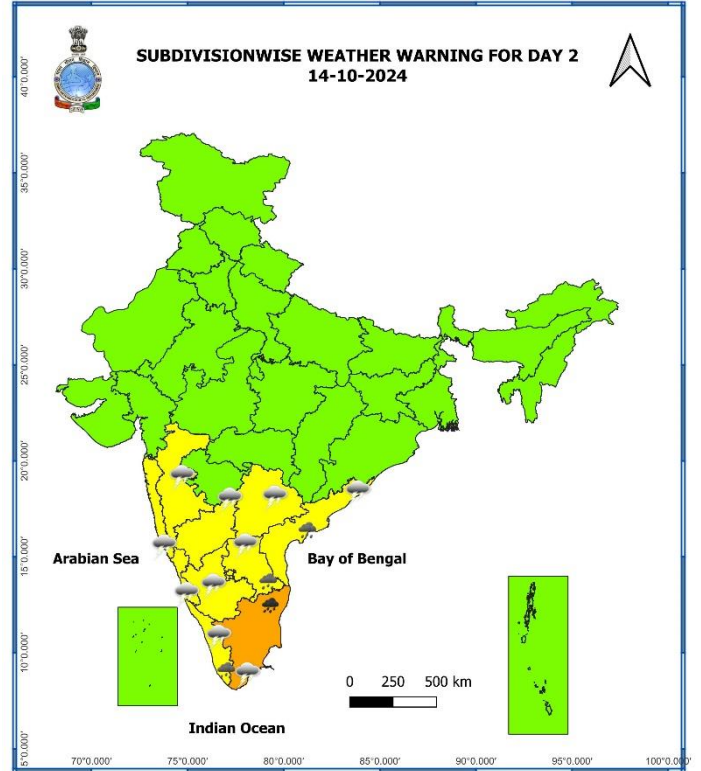 SUBDIVISIONWISE WEATHER WARNING FOR DAY 2
14-10-2024
40°0.000'
35°0.000'
30°0.000'
25°0.000'
20°0.000'
15°0.000'
10°0.000'
5°0.000'
Arabian Sea
Bay of Bengal
0 250 500 km
Indian Ocean
70°0.000' 75°0.000' 80°0.000' 85°0.000' 90°0.000' 95°0.000' 100°0.000'